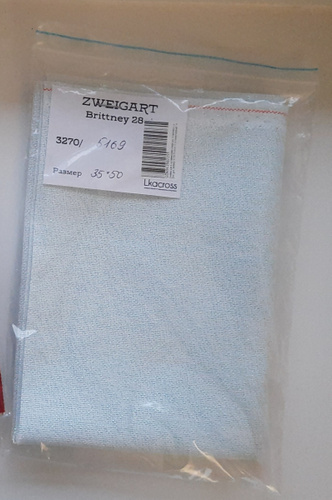 ZWEIGART
Brittney 28
3270/ 5169
Размер 35*50
Lkacross